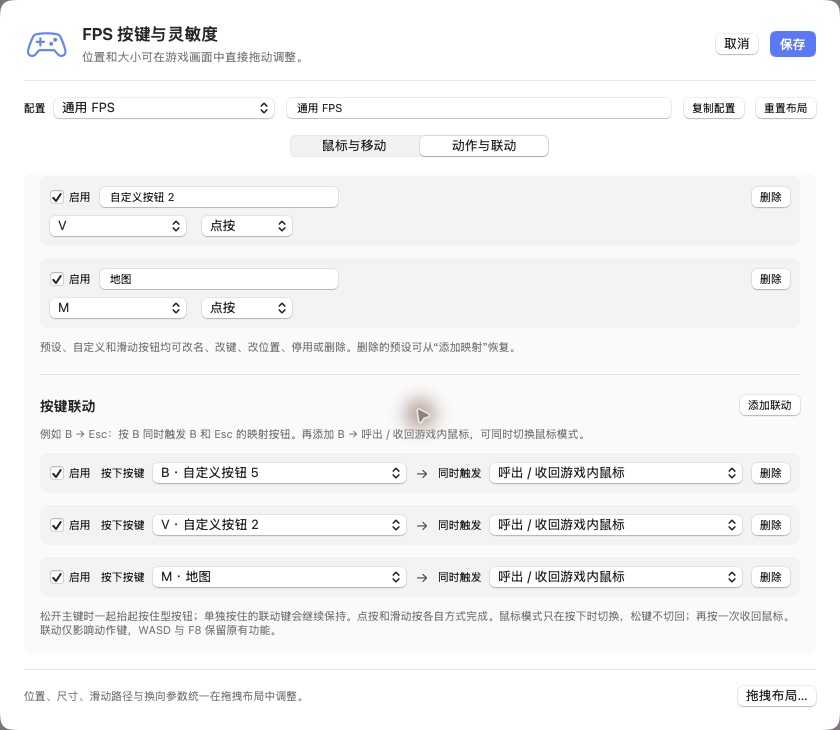 FPS 按键与灵敏度
位置和大小可在游戏画面中直接拖动调整。
取消
保存
配置
通用 FPS
通用 FPS
复制配置
重置布局
鼠标与移动
动作与联动
启用
自定义按钮 2
删除
V
点按
启用
地图
删除
M
点按
预设、自定义和滑动按钮均可改名、改键、改位置、停用或删除。删除的预设可从“添加映射”恢复。
按键联动
添加联动
例如 B → Esc：按 B 同时触发 B 和 Esc 的映射按钮。再添加 B → 呼出 / 收回游戏内鼠标，可同时切换鼠标模式。
启用 按下按键 B · 自定义按钮 5 → 同时触发 呼出 / 收回游戏内鼠标 删除
启用 按下按键 V · 自定义按钮 2 → 同时触发 呼出 / 收回游戏内鼠标 删除
启用 按下按键 M · 地图 → 同时触发 呼出 / 收回游戏内鼠标 删除
松开主键时一起抬起按住型按钮；单独按住的联动键会继续保持。点按和滑动按各自方式完成。鼠标模式只在按下时切换，松键不切回；再按一次收回鼠标。
联动仅影响动作键，WASD 与 F8 保留原有功能。
位置、尺寸、滑动路径与换向参数统一在拖拽布局中调整。
拖拽布局...